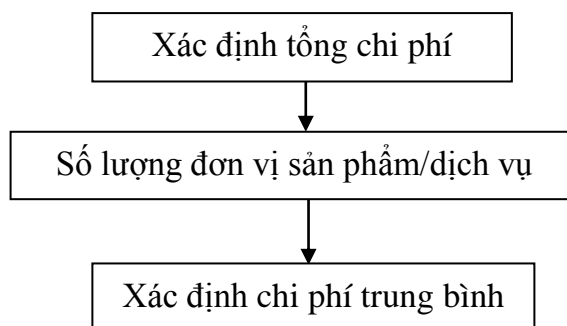 Xác định tổng chi phí
Số lượng đơn vị sản phẩm/dịch vụ
Xác định chi phí trung bình